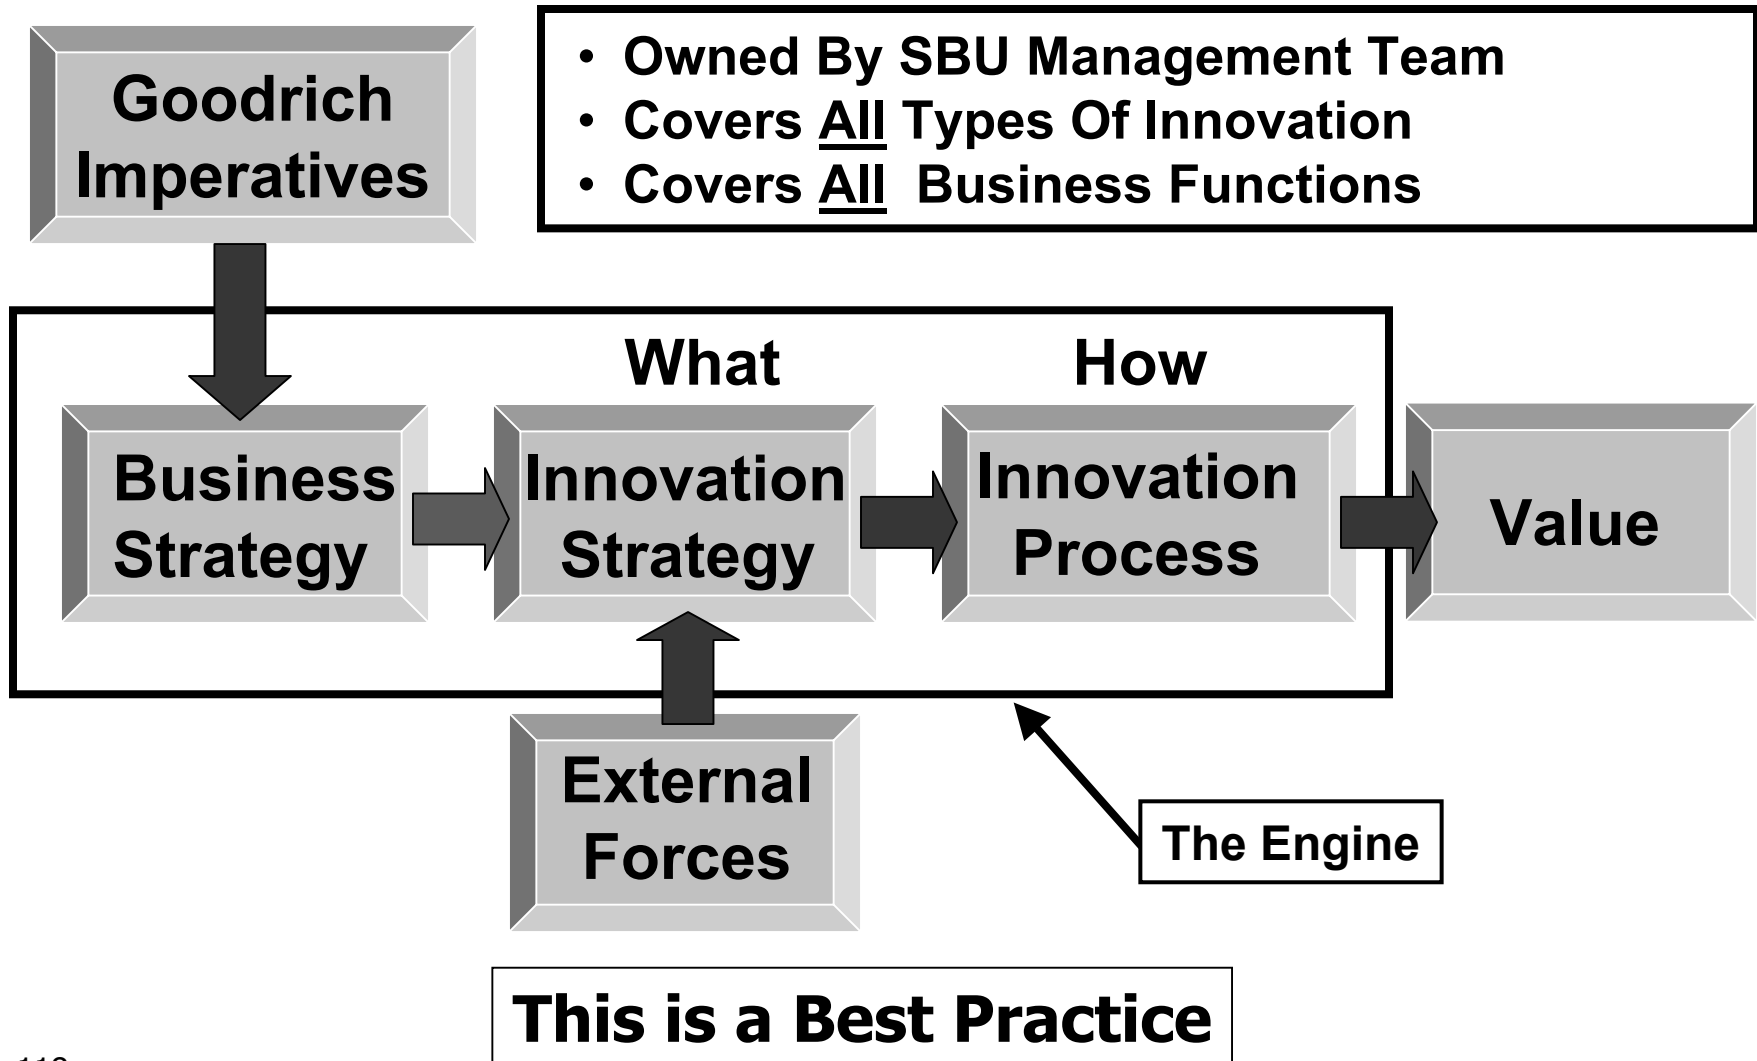 Goodrich
Imperatives
• Owned By SBU Management Team
• Covers All Types Of Innovation
• Covers All Business Functions
What
How
Business
Strategy
Innovation
Strategy
Innovation
Process
Value
External
Forces
The Engine
This is a Best Practice